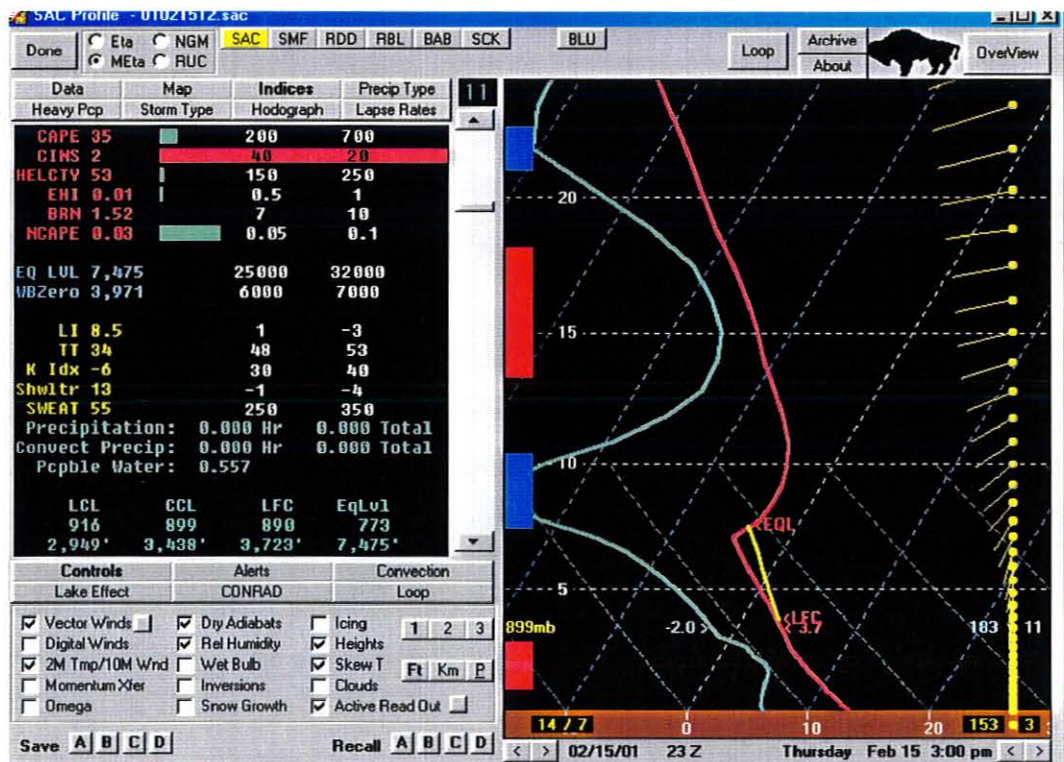 SAC Profile - 01021512.sac
Done
Eta NGM
MEta RUC
SAC SMF RDD RBL BAB SCK BLU
Loop
Archive
About
OverView
Data Map Indices Precip Type
Heavy Pcp Storm Type Hodograph Lapse Rates
11
CAPE 35 200 700
CINS 2 40 20
HELCTY 53 150 250
EHI 0.01 0.5 1
BRN 1.52 7 10
NCAPE 0.03 0.05 0.1
EQ LVL 7,475 25000 32000
WBZero 3,971 6000 7000
LI 8.5 1 -3
TT 34 48 53
K Idx -6 30 40
Shwltr 13 -1 -4
SWEAT 55 250 350
Precipitation: 0.000 Hr 0.000 Total
Convect Precip: 0.000 Hr 0.000 Total
Pcpble Water: 0.557
LCL CCL LFC EqLvl
916 899 890 773
2,949' 3,438' 3,723' 7,475'
Controls Alerts Convection
Lake Effect CONRAD Loop
Vector Winds Dry Adiabats Icing
Digital Winds Rel Humidity Heights
2M Tmp/10M Wnd Wet Bulb Skew T
Momentum Xfer Inversions Clouds
Omega Snow Growth Active Read Out
1 2 3
Ft Km P
Save A B C D
Recall A B C D
20
15
10
<EQL
5
<LFC
899mb -2.0 > < 3.7 183 11
14 / 7 0 10 20 153 3
< > 02/15/01 23 Z Thursday Feb 15 3:00 pm < >